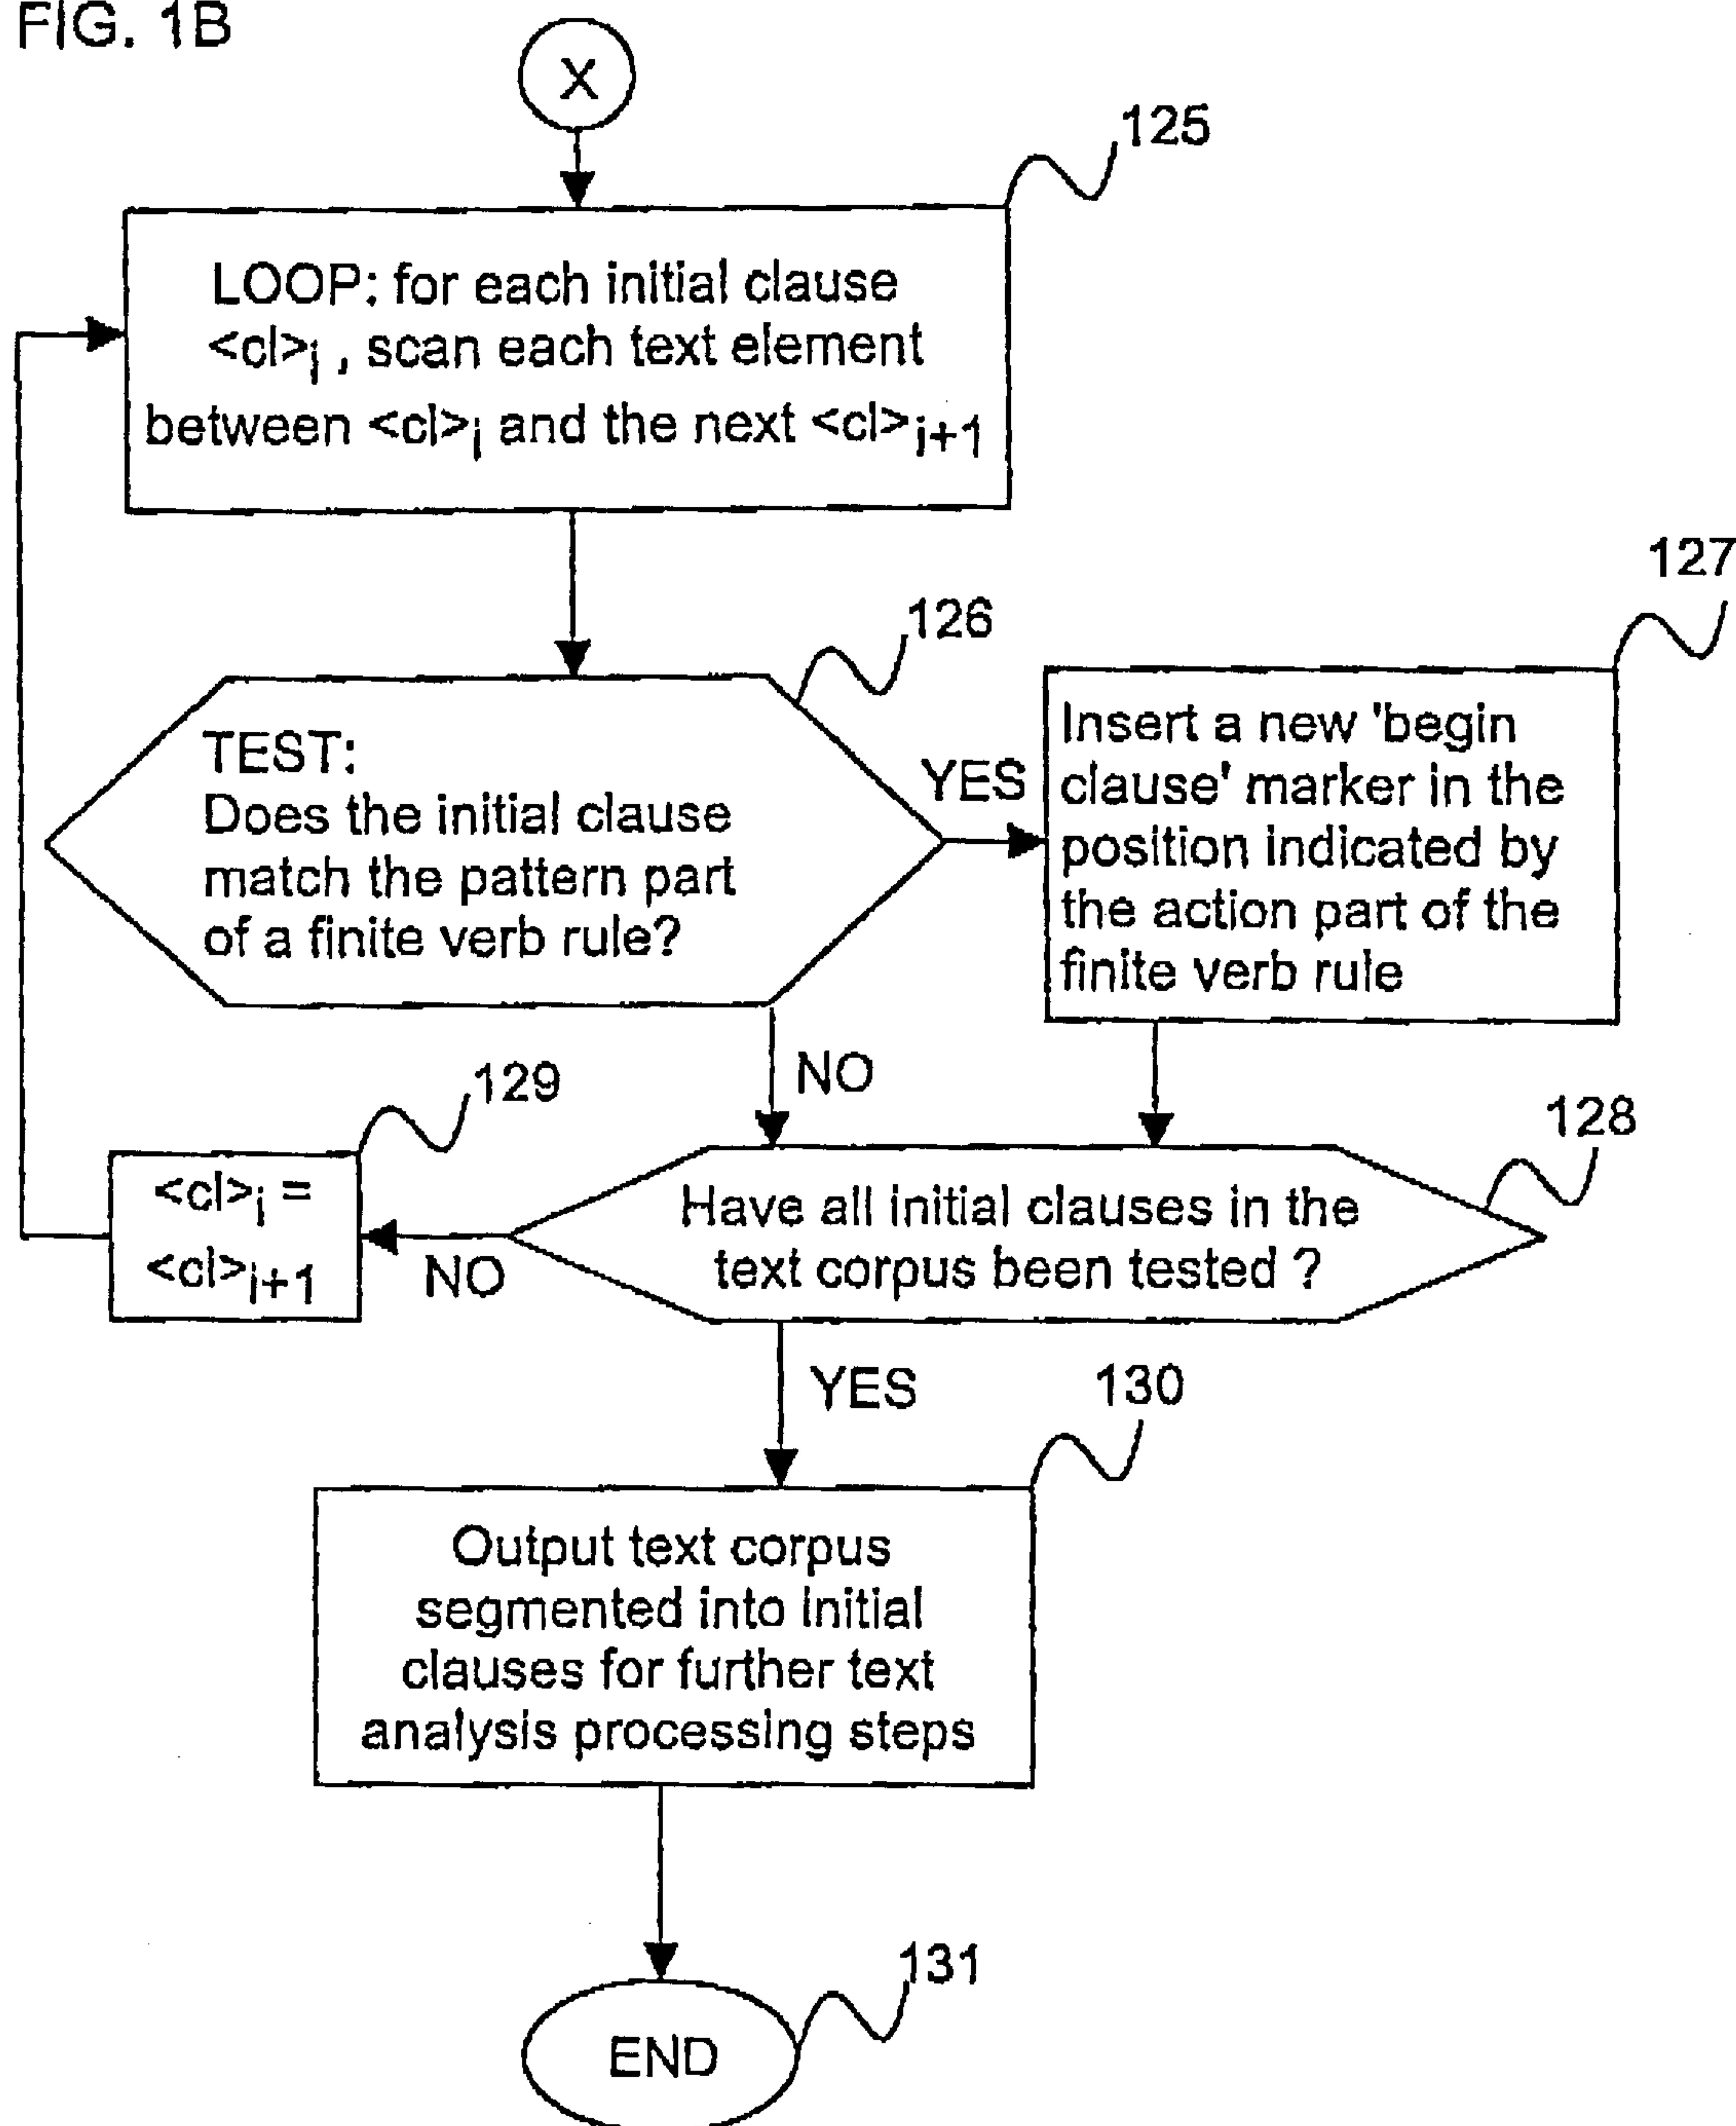 FIG. 1B
X
125
LOOP: for each initial clause
<cl>i , scan each text element
between <cl>i and the next <cl>i+1
126
TEST:
Does the initial clause
match the pattern part
of a finite verb rule?
YES
127
Insert a new 'begin
clause' marker in the
position indicated by
the action part of the
finite verb rule
NO
129
<cl>i =
<cl>i+1
NO
128
Have all initial clauses in the
text corpus been tested ?
YES
130
Output text corpus
segmented into initial
clauses for further text
analysis processing steps
131
END